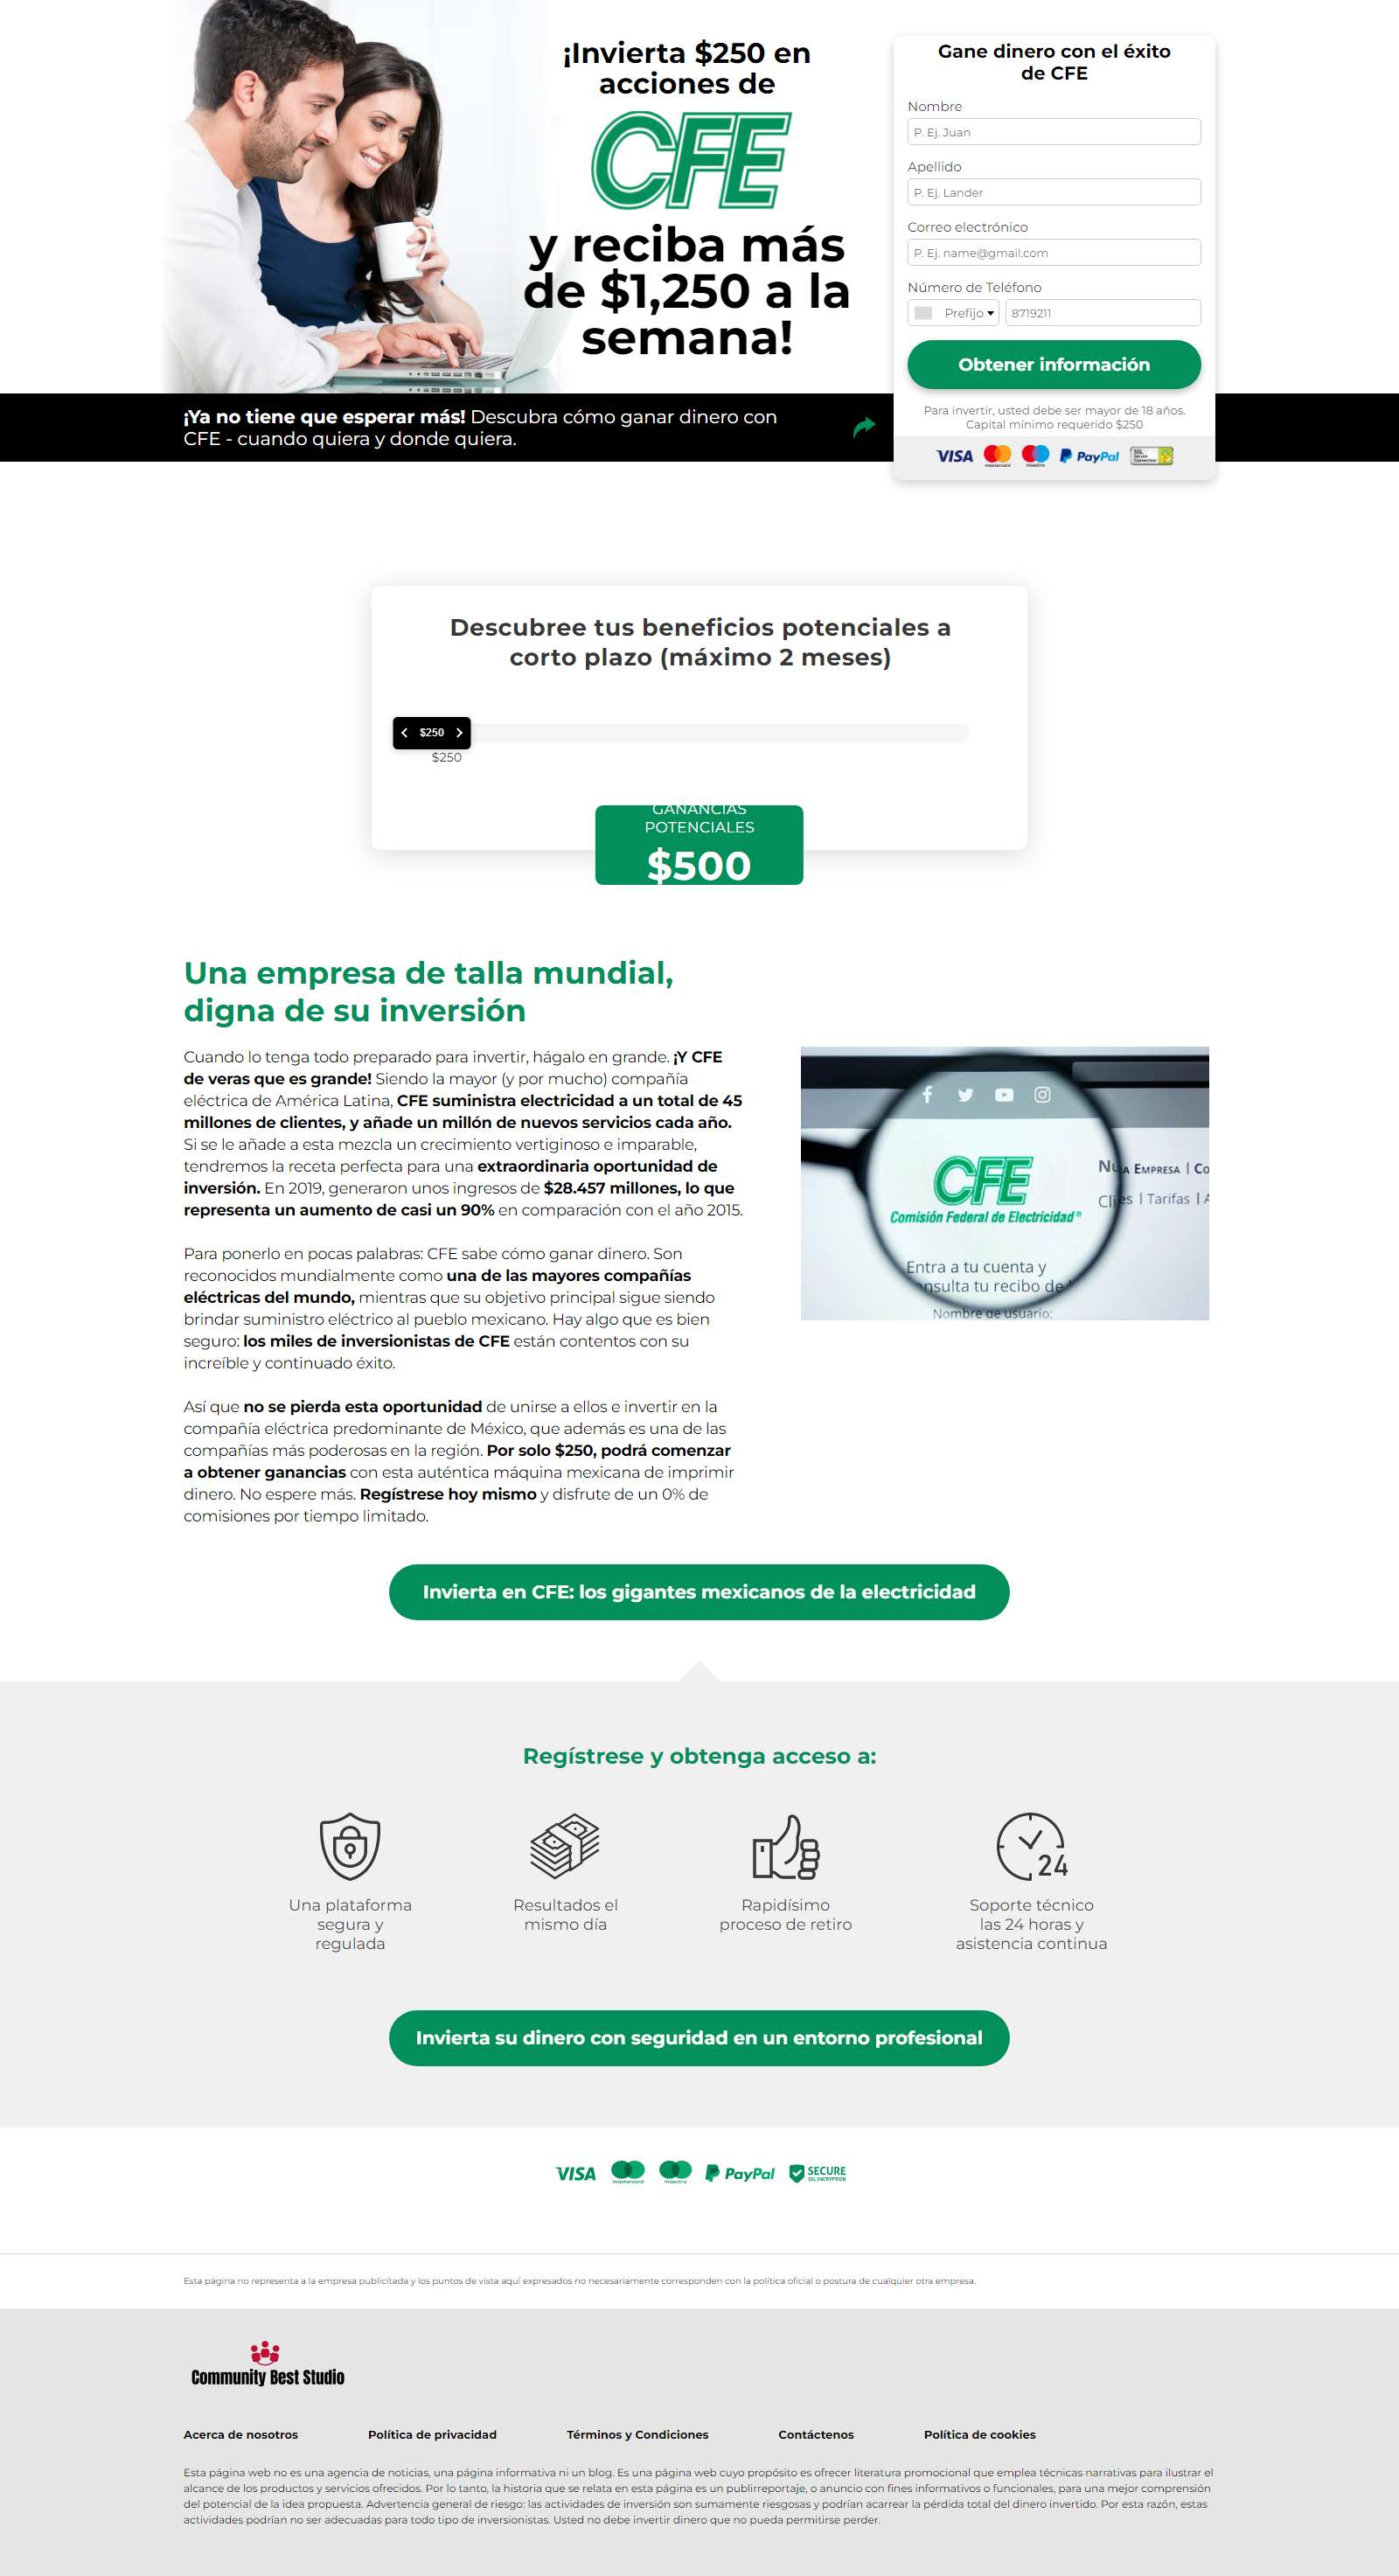 ¡Invierta $250 en
acciones de
CFE
y reciba más
de $1,250 a la
semana!
¡Ya no tiene que esperar más! Descubra cómo ganar dinero con
CFE - cuando quiera y donde quiera.
Gane dinero con el éxito
de CFE
Nombre
P. Ej. Juan
Apellido
P. Ej. Lander
Correo electrónico
P. Ej. name@gmail.com
Número de Teléfono
Prefijo 8719211
Obtener información
Para invertir, usted debe ser mayor de 18 años.
Capital mínimo requerido $250
VISA mastercard maestro PayPal SSL Secure Connection
Descubree tus beneficios potenciales a
corto plazo (máximo 2 meses)
$250
$250
GANANCIAS
POTENCIALES
$500
Una empresa de talla mundial,
digna de su inversión
Cuando lo tenga todo preparado para invertir, hágalo en grande. ¡Y CFE
de veras que es grande! Siendo la mayor (y por mucho) compañía
eléctrica de América Latina, CFE suministra electricidad a un total de 45
millones de clientes, y añade un millón de nuevos servicios cada año.
Si se le añade a esta mezcla un crecimiento vertiginoso e imparable,
tendremos la receta perfecta para una extraordinaria oportunidad de
inversión. En 2019, generaron unos ingresos de $28.457 millones, lo que
representa un aumento de casi un 90% en comparación con el año 2015.
Para ponerlo en pocas palabras: CFE sabe cómo ganar dinero. Son
reconocidos mundialmente como una de las mayores compañías
eléctricas del mundo, mientras que su objetivo principal sigue siendo
brindar suministro eléctrico al pueblo mexicano. Hay algo que es bien
seguro: los miles de inversionistas de CFE están contentos con su
increíble y continuado éxito.
Así que no se pierda esta oportunidad de unirse a ellos e invertir en la
compañía eléctrica predominante de México, que además es una de las
compañías más poderosas en la región. Por solo $250, podrá comenzar
a obtener ganancias con esta auténtica máquina mexicana de imprimir
dinero. No espere más. Regístrese hoy mismo y disfrute de un 0% de
comisiones por tiempo limitado.
CFE
Comisión Federal de Electricidad®
Empresa | Co
| Tarifas |
Entra a tu cuenta y
nsulta tu recibo de
Nombre de usuario:
Invierta en CFE: los gigantes mexicanos de la electricidad
Regístrese y obtenga acceso a:
24
Una plataforma
segura y
regulada
Resultados el
mismo día
Rapidísimo
proceso de retiro
Soporte técnico
las 24 horas y
asistencia continua
Invierta su dinero con seguridad en un entorno profesional
VISA mastercard maestro PayPal SECURE SSL ENCRYPTION
Esta página no representa a la empresa publicitada y los puntos de vista aquí expresados no necesariamente corresponden con la política oficial o postura de cualquier otra empresa.
Community Best Studio
Acerca de nosotros Política de privacidad Términos y Condiciones Contáctenos Política de cookies
Esta página web no es una agencia de noticias, una página informativa ni un blog. Es una página web cuyo propósito es ofrecer literatura promocional que emplea técnicas narrativas para ilustrar el
alcance de los productos y servicios ofrecidos. Por lo tanto, la historia que se relata en esta página es un publirreportaje, o anuncio con fines informativos o funcionales, para una mejor comprensión
del potencial de la idea propuesta. Advertencia general de riesgo: las actividades de inversión son sumamente riesgosas y podrían acarrear la pérdida total del dinero invertido. Por esta razón, estas
actividades podrían no ser adecuadas para todo tipo de inversionistas. Usted no debe invertir dinero que no pueda permitirse perder.